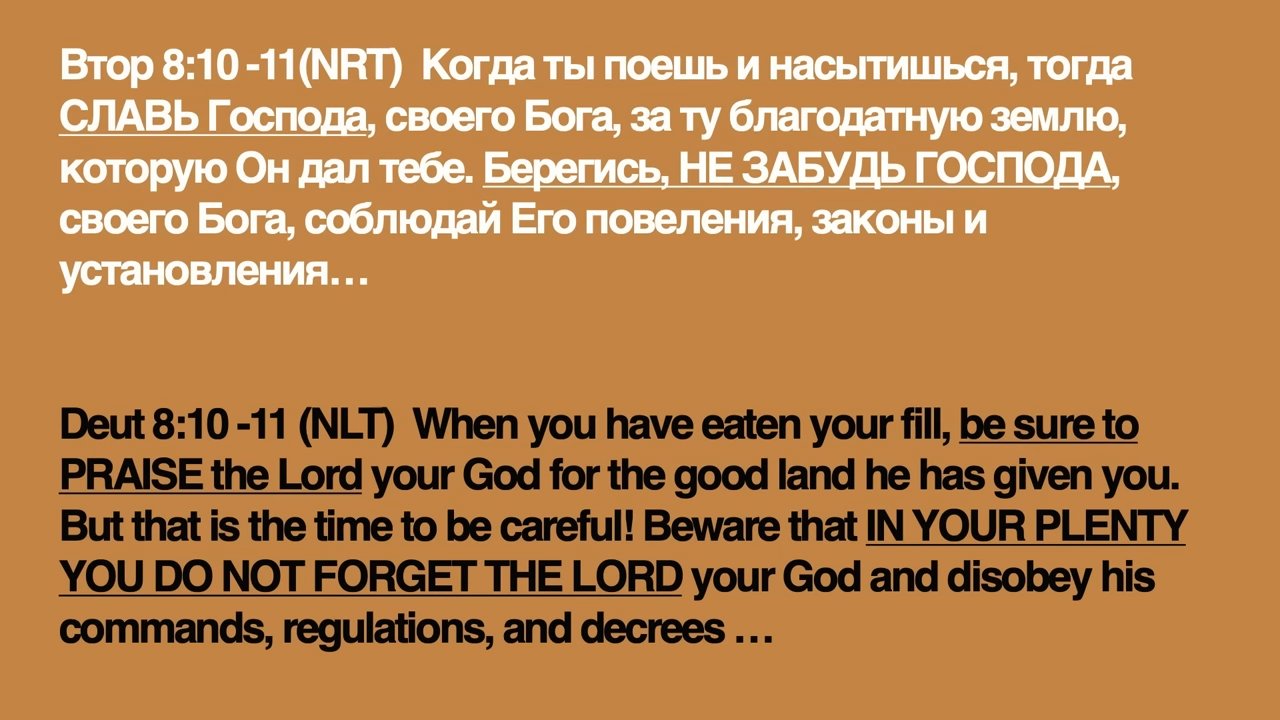 Втор 8:10 -11(NRT)  Когда ты поешь и насытишься, тогда
СЛАВЬ Господа, своего Бога, за ту благодатную землю,
которую Он дал тебе. Берегись, НЕ ЗАБУДЬ ГОСПОДА,
своего Бога, соблюдай Его повеления, законы и
установления…
Deut 8:10 -11 (NLT)  When you have eaten your fill, be sure to
PRAISE the Lord your God for the good land he has given you.
But that is the time to be careful! Beware that IN YOUR PLENTY
YOU DO NOT FORGET THE LORD your God and disobey his
commands, regulations, and decrees …